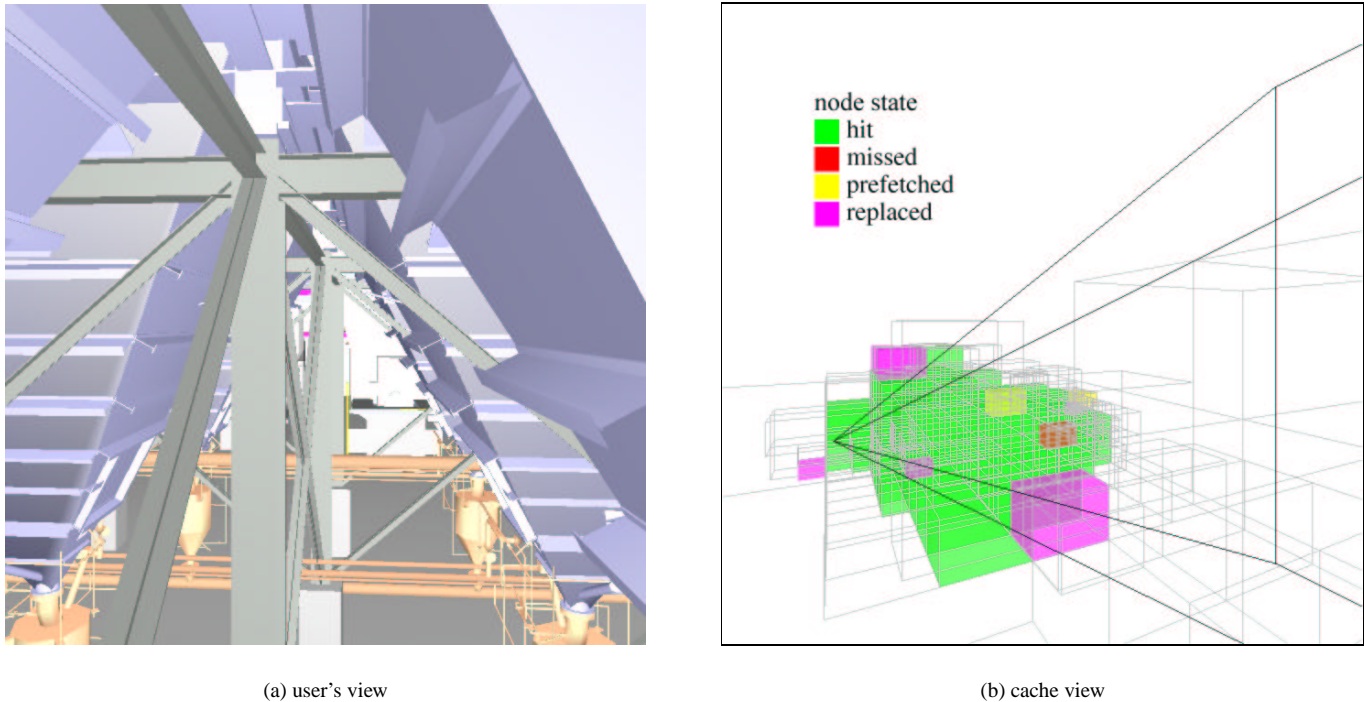 node state
hit
missed
prefetched
replaced
(a) user's view
(b) cache view